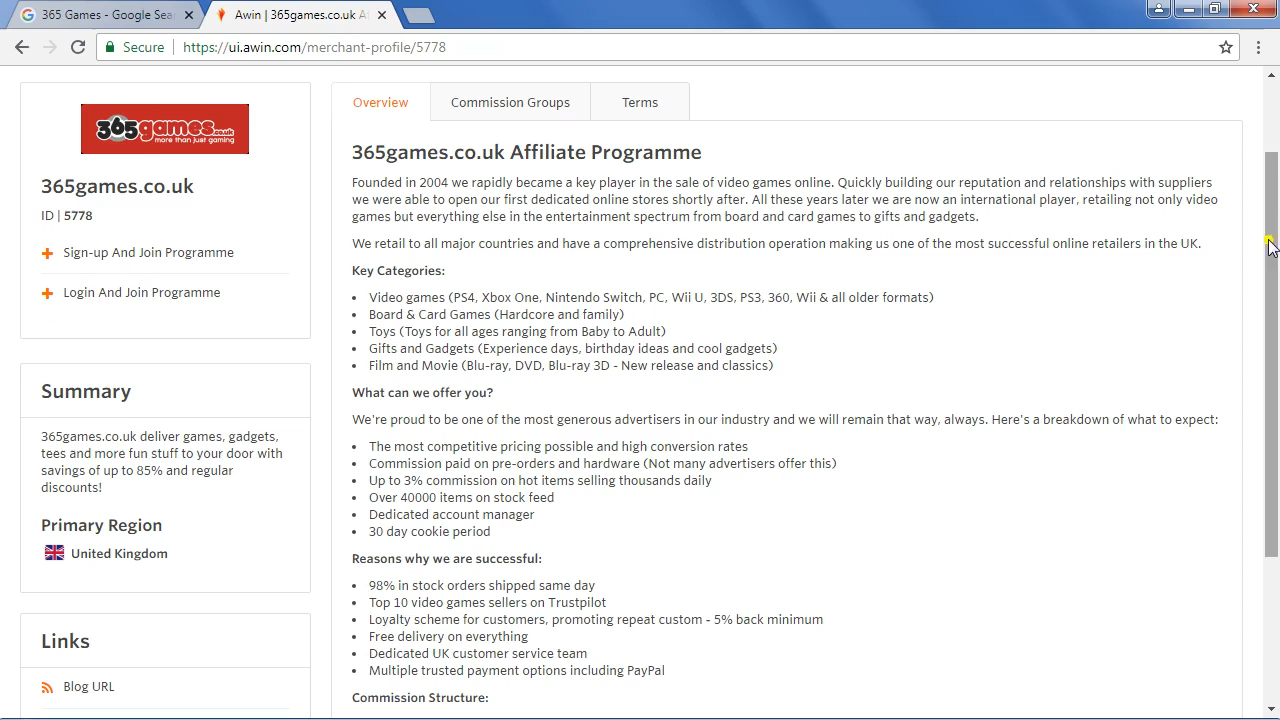 365 Games - Google Sea
Awin | 365games.co.uk Af
Secure
https://ui.awin.com/merchant-profile/5778
365games.co.uk
more than just gaming
365games.co.uk
ID | 5778
Sign-up And Join Programme
Login And Join Programme
Summary
365games.co.uk deliver games, gadgets,
tees and more fun stuff to your door with
savings of up to 85% and regular
discounts!
Primary Region
United Kingdom
Links
Blog URL
Overview
Commission Groups
Terms
365games.co.uk Affiliate Programme
Founded in 2004 we rapidly became a key player in the sale of video games online. Quickly building our reputation and relationships with suppliers
we were able to open our first dedicated online stores shortly after. All these years later we are now an international player, retailing not only video
games but everything else in the entertainment spectrum from board and card games to gifts and gadgets.
We retail to all major countries and have a comprehensive distribution operation making us one of the most successful online retailers in the UK.
Key Categories:
• Video games (PS4, Xbox One, Nintendo Switch, PC, Wii U, 3DS, PS3, 360, Wii & all older formats)
• Board & Card Games (Hardcore and family)
• Toys (Toys for all ages ranging from Baby to Adult)
• Gifts and Gadgets (Experience days, birthday ideas and cool gadgets)
• Film and Movie (Blu-ray, DVD, Blu-ray 3D - New release and classics)
What can we offer you?
We're proud to be one of the most generous advertisers in our industry and we will remain that way, always. Here's a breakdown of what to expect:
• The most competitive pricing possible and high conversion rates
• Commission paid on pre-orders and hardware (Not many advertisers offer this)
• Up to 3% commission on hot items selling thousands daily
• Over 40000 items on stock feed
• Dedicated account manager
• 30 day cookie period
Reasons why we are successful:
• 98% in stock orders shipped same day
• Top 10 video games sellers on Trustpilot
• Loyalty scheme for customers, promoting repeat custom - 5% back minimum
• Free delivery on everything
• Dedicated UK customer service team
• Multiple trusted payment options including PayPal
Commission Structure: